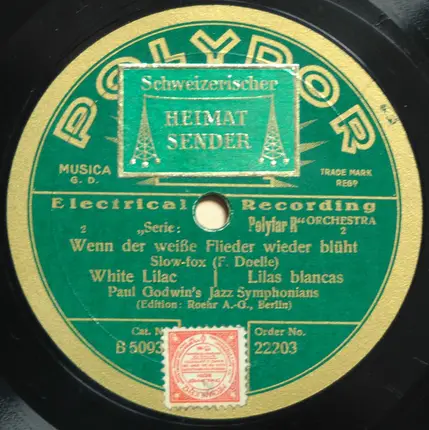 POLYDOR
Schweizerischer
HEIMAT
SENDER
MUSICA
G. D.
TRADE MARK
RE69
Electrical Recording
2 „Serie: Polyfar R“ ORCHESTRA 2
Wenn der weiße Flieder wieder blüht
Slow-fox (F. Doelle)
White Lilac | Lilas blancas
Paul Godwin's Jazz Symphonians
(Edition: Roehr A.-G., Berlin)
Cat. N Order No.
B 5093 22203